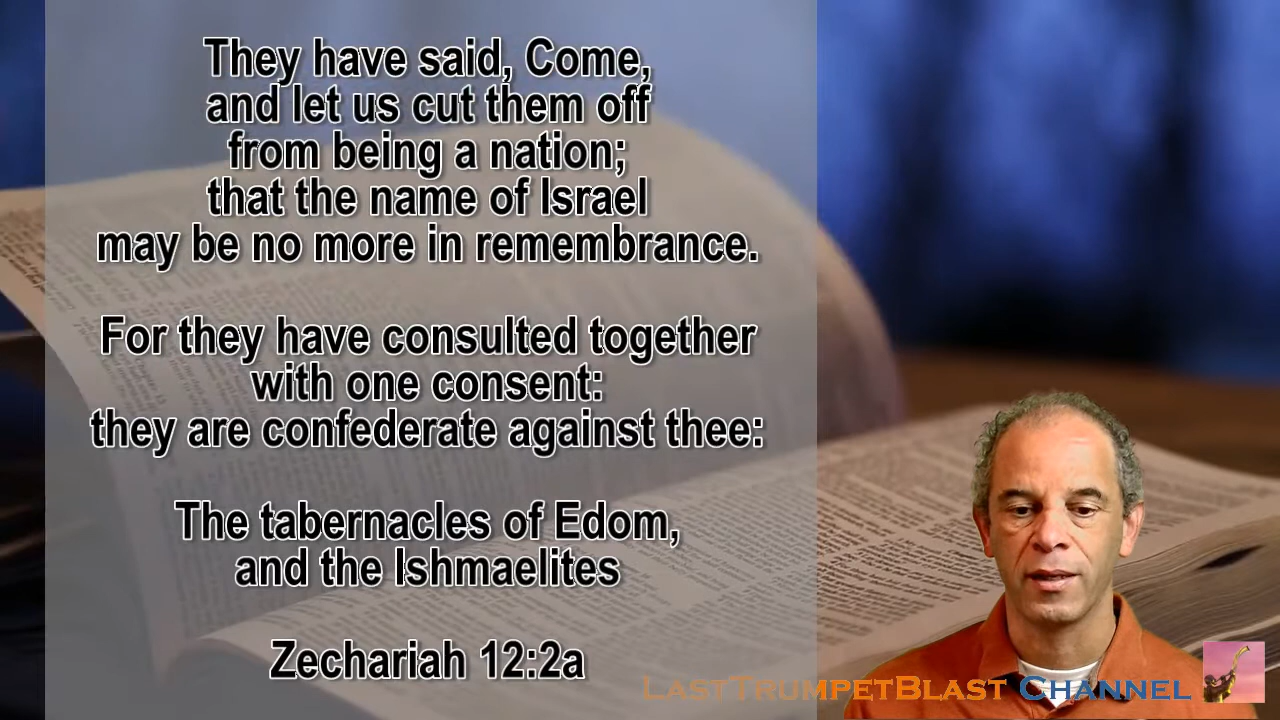 They have said, Come,
and let us cut them off
from being a nation;
that the name of Israel
may be no more in remembrance.
For they have consulted together
with one consent:
they are confederate against thee:
The tabernacles of Edom,
and the Ishmaelites
Zechariah 12:2a
LastTrumpetBlast Channel